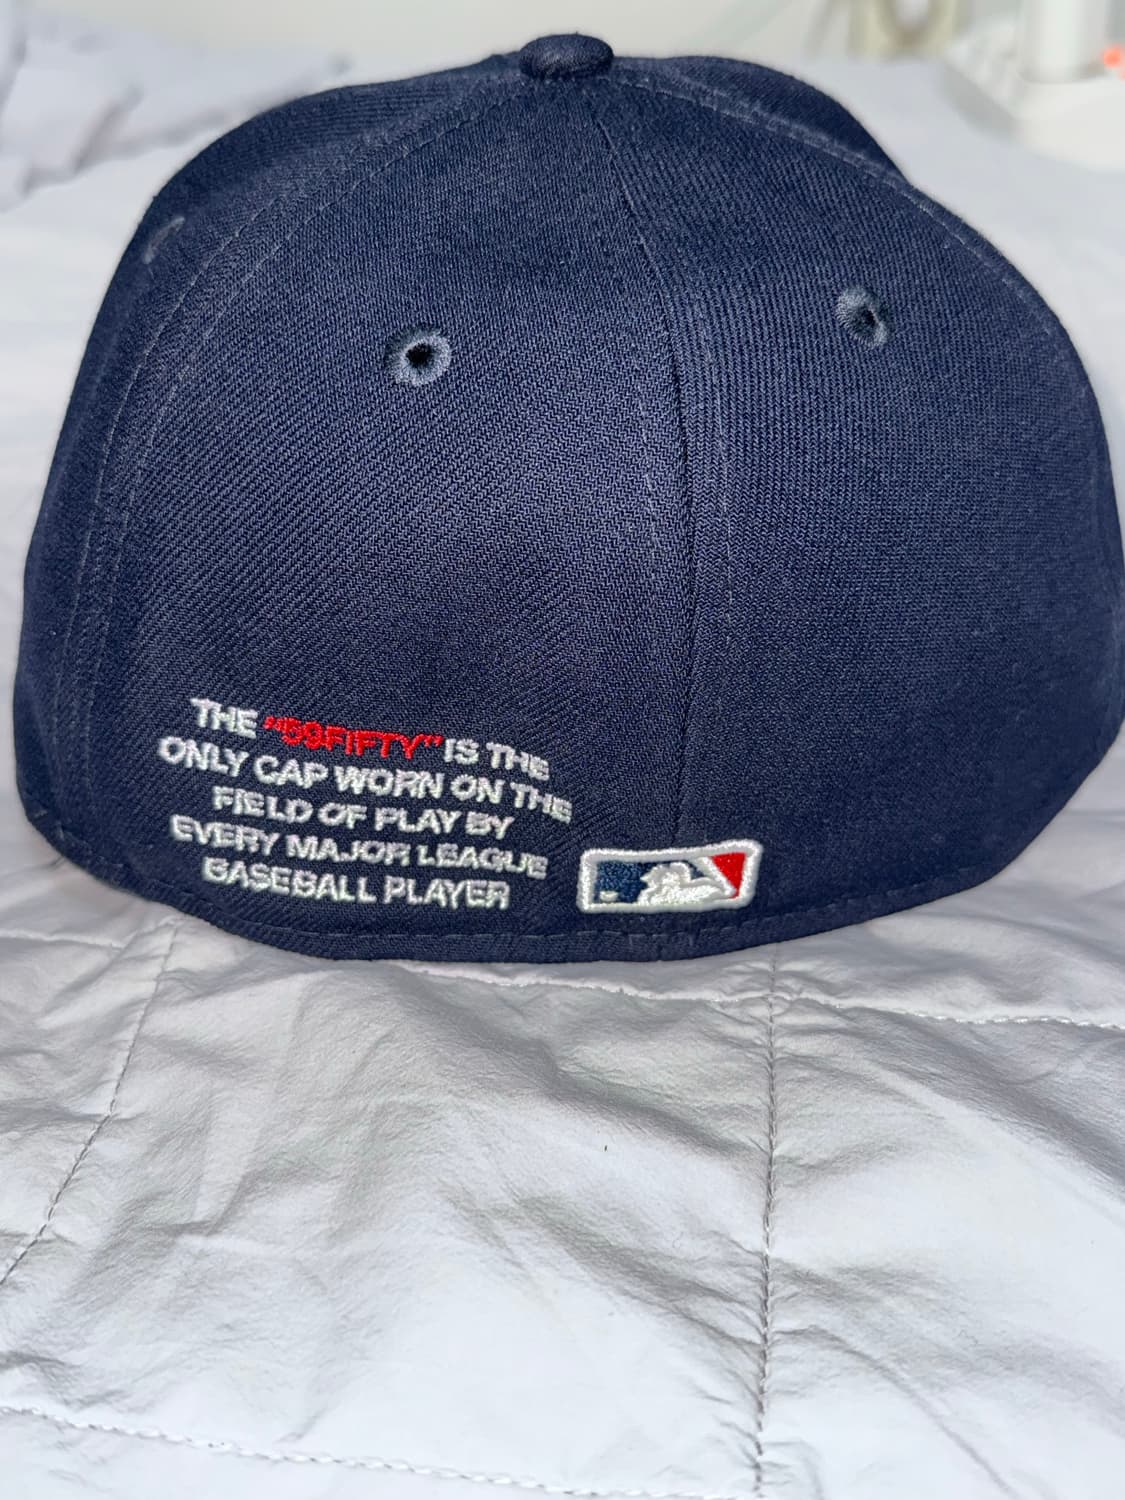 THE "59FIFTY" IS THE
ONLY CAP WORN ON THE
FIELD OF PLAY BY
EVERY MAJOR LEAGUE
BASEBALL PLAYER